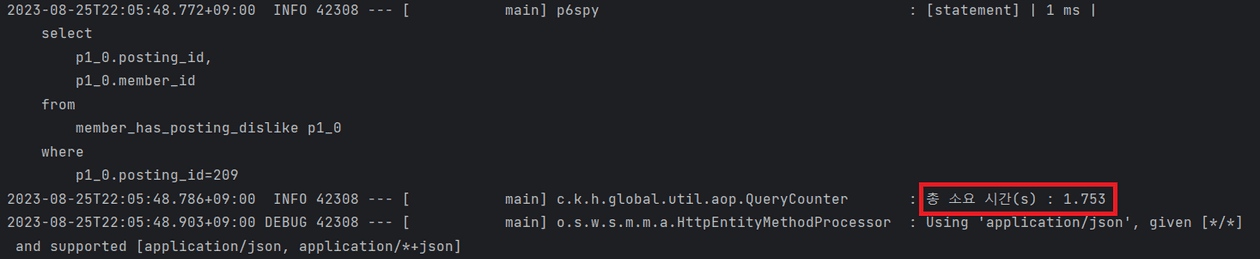 2023-08-25T22:05:48.772+09:00  INFO 42308 --- [           main] p6spy                                    : [statement] | 1 ms |
    select
        p1_0.posting_id,
        p1_0.member_id
    from
        member_has_posting_dislike p1_0
    where
        p1_0.posting_id=209
2023-08-25T22:05:48.786+09:00  INFO 42308 --- [           main] c.k.h.global.util.aop.QueryCounter       : 총 소요 시간(s) : 1.753
2023-08-25T22:05:48.903+09:00 DEBUG 42308 --- [           main] o.s.w.s.m.m.a.HttpEntityMethodProcessor  : Using 'application/json', given [*/*]
 and supported [application/json, application/*+json]